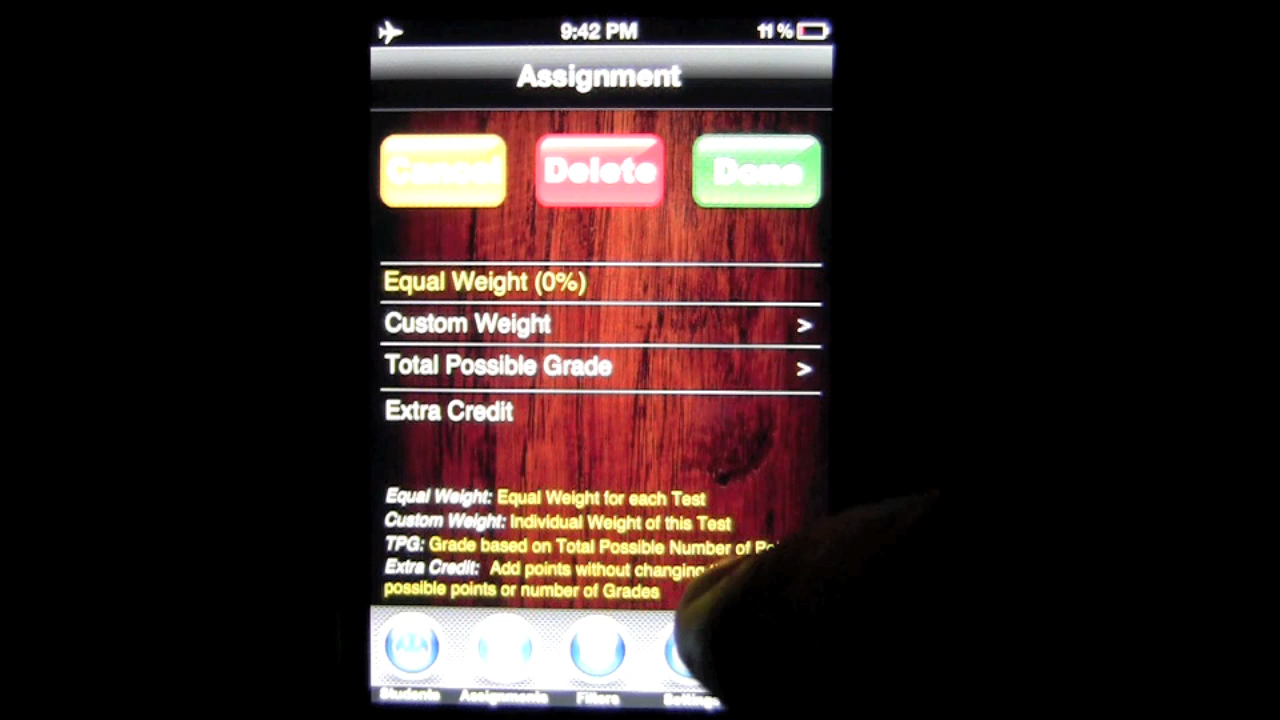 9:42 PM 11 %
Assignment
Cancel Delete Done
Equal Weight (0%)
Custom Weight >
Total Possible Grade >
Extra Credit
Equal Weight: Equal Weight for each Test
Custom Weight: Individual Weight of this Test
TPG: Grade based on Total Possible Number of
Extra Credit: Add points without changing
possible points or number of Grades
Students Assignments Filters Settings